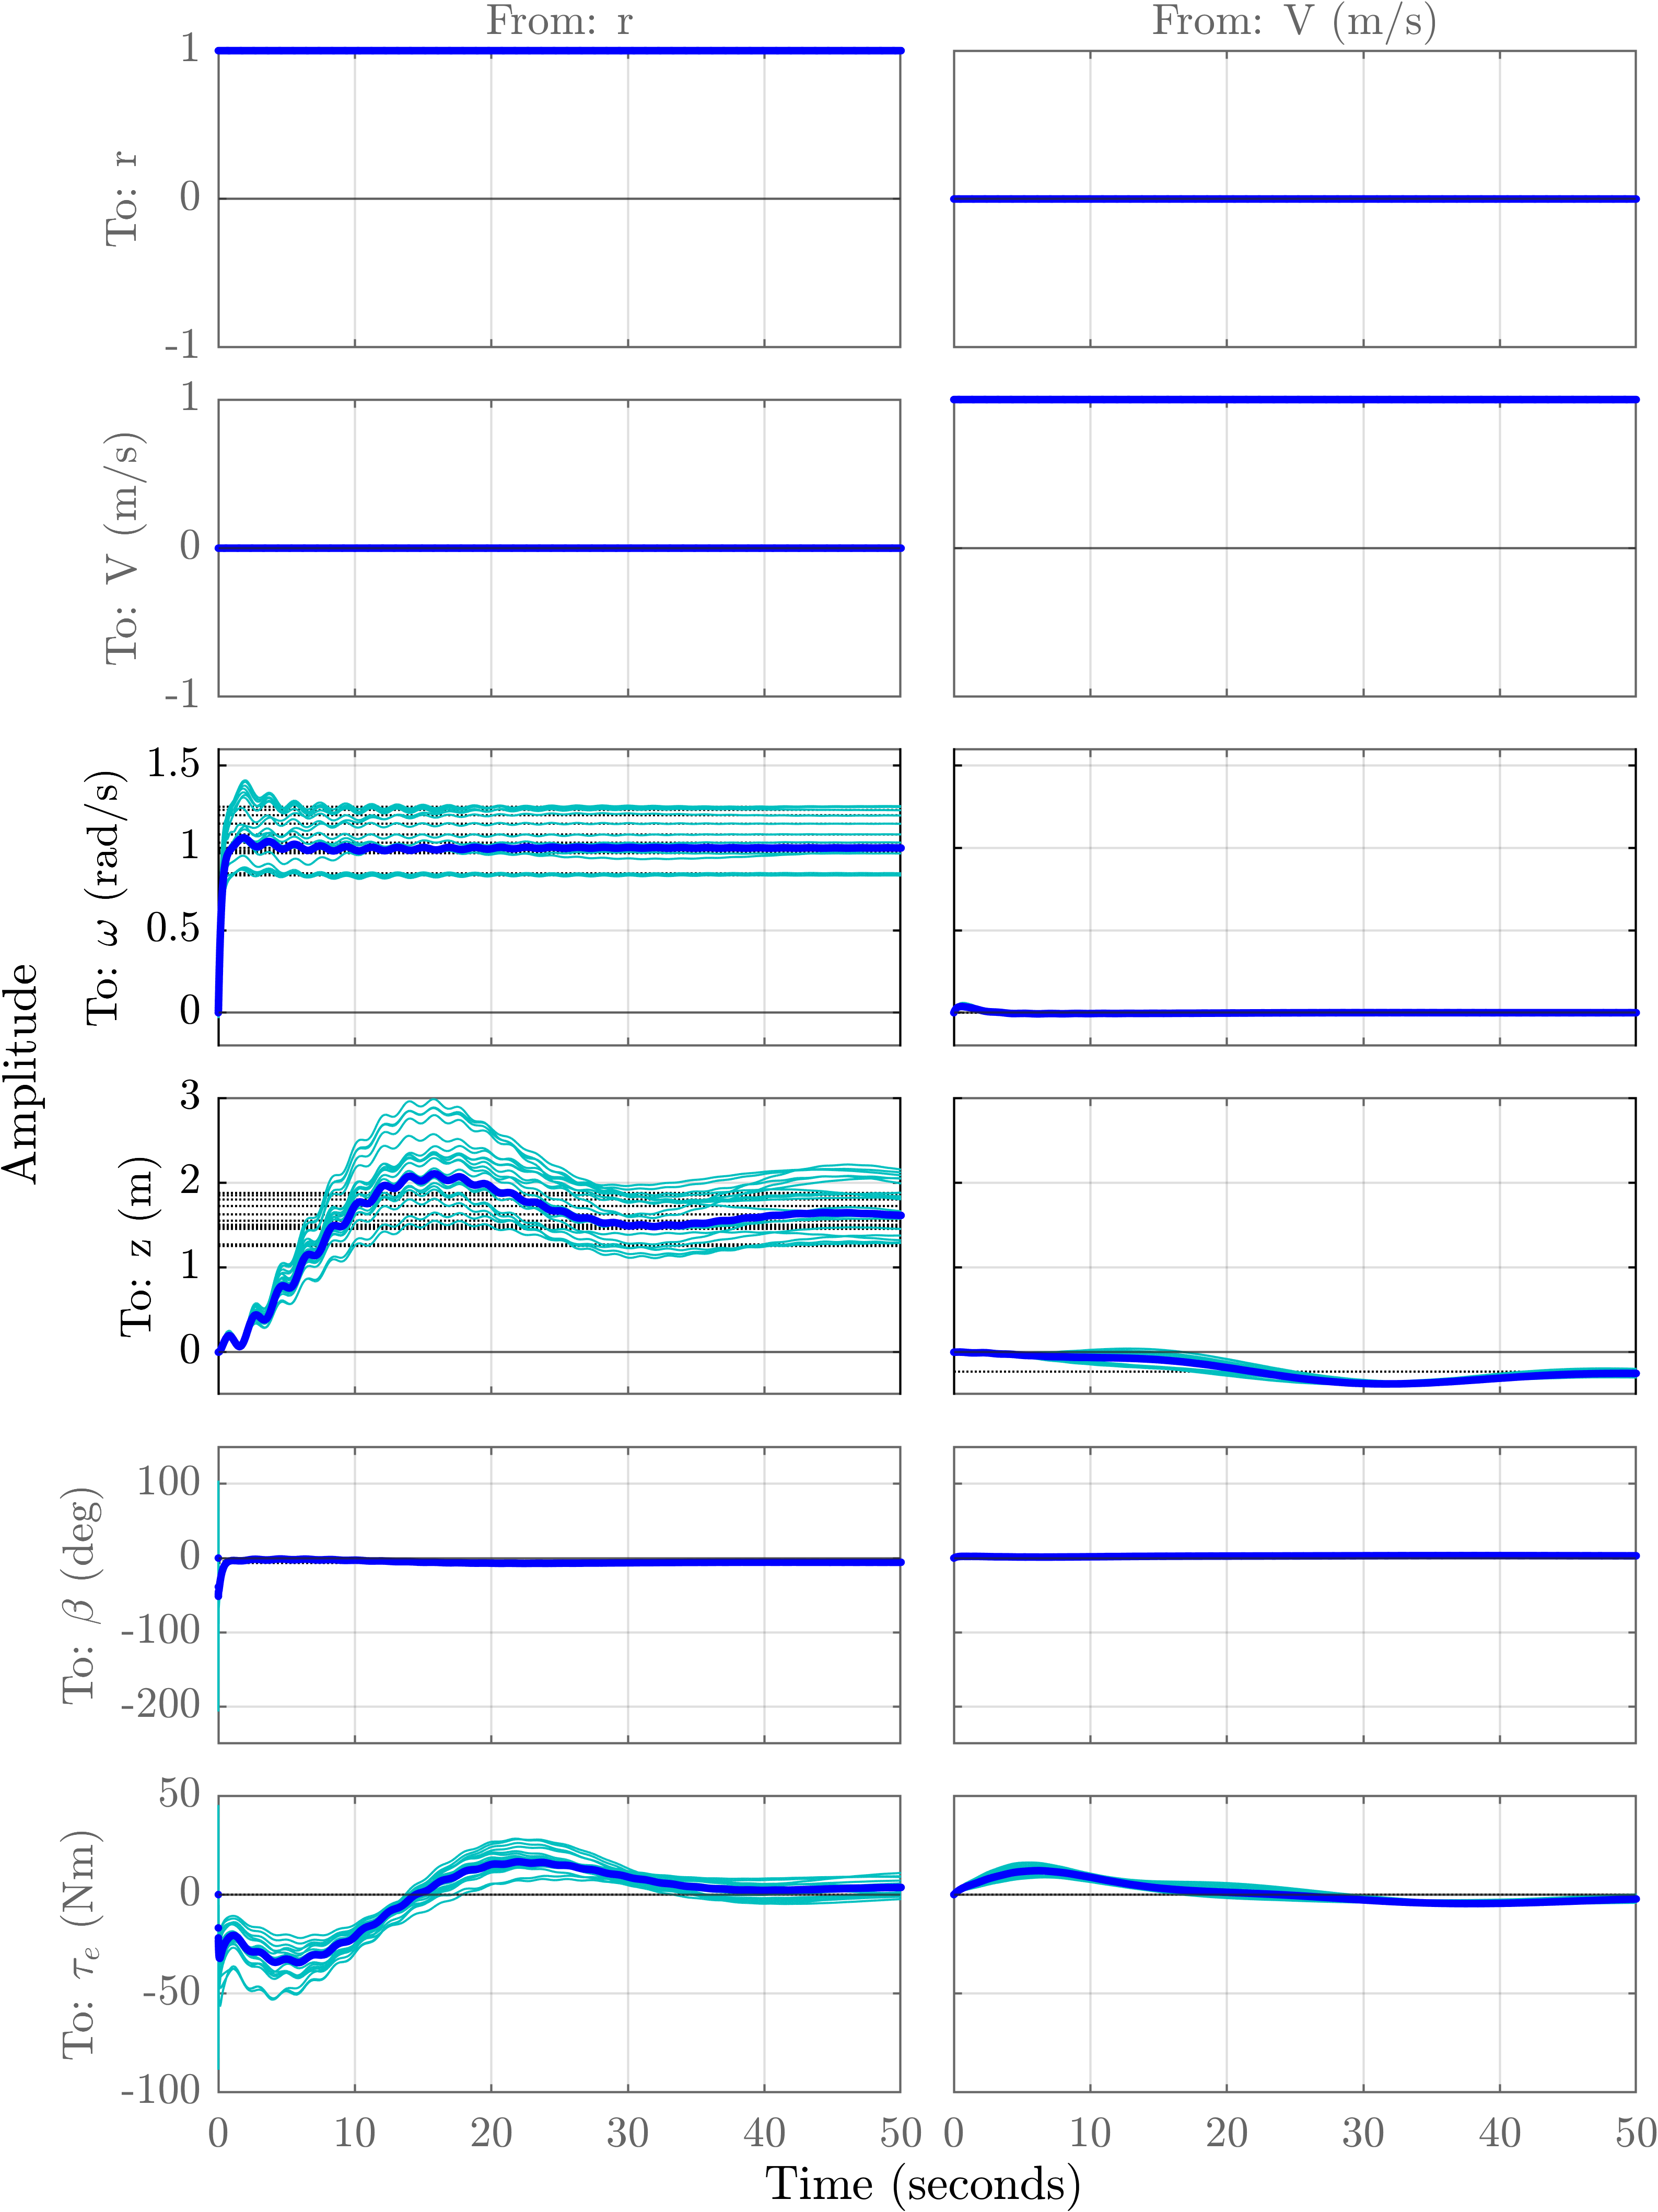 From: r From: V (m/s)
Amplitude
To: r
1
0
-1
To: V (m/s)
1
0
-1
To: ω (rad/s)
1.5
1
0.5
0
To: z (m)
3
2
1
0
To: β (deg)
100
0
-100
-200
To: τe (Nm)
50
0
-50
-100
0 10 20 30 40 50 0 10 20 30 40 50
Time (seconds)